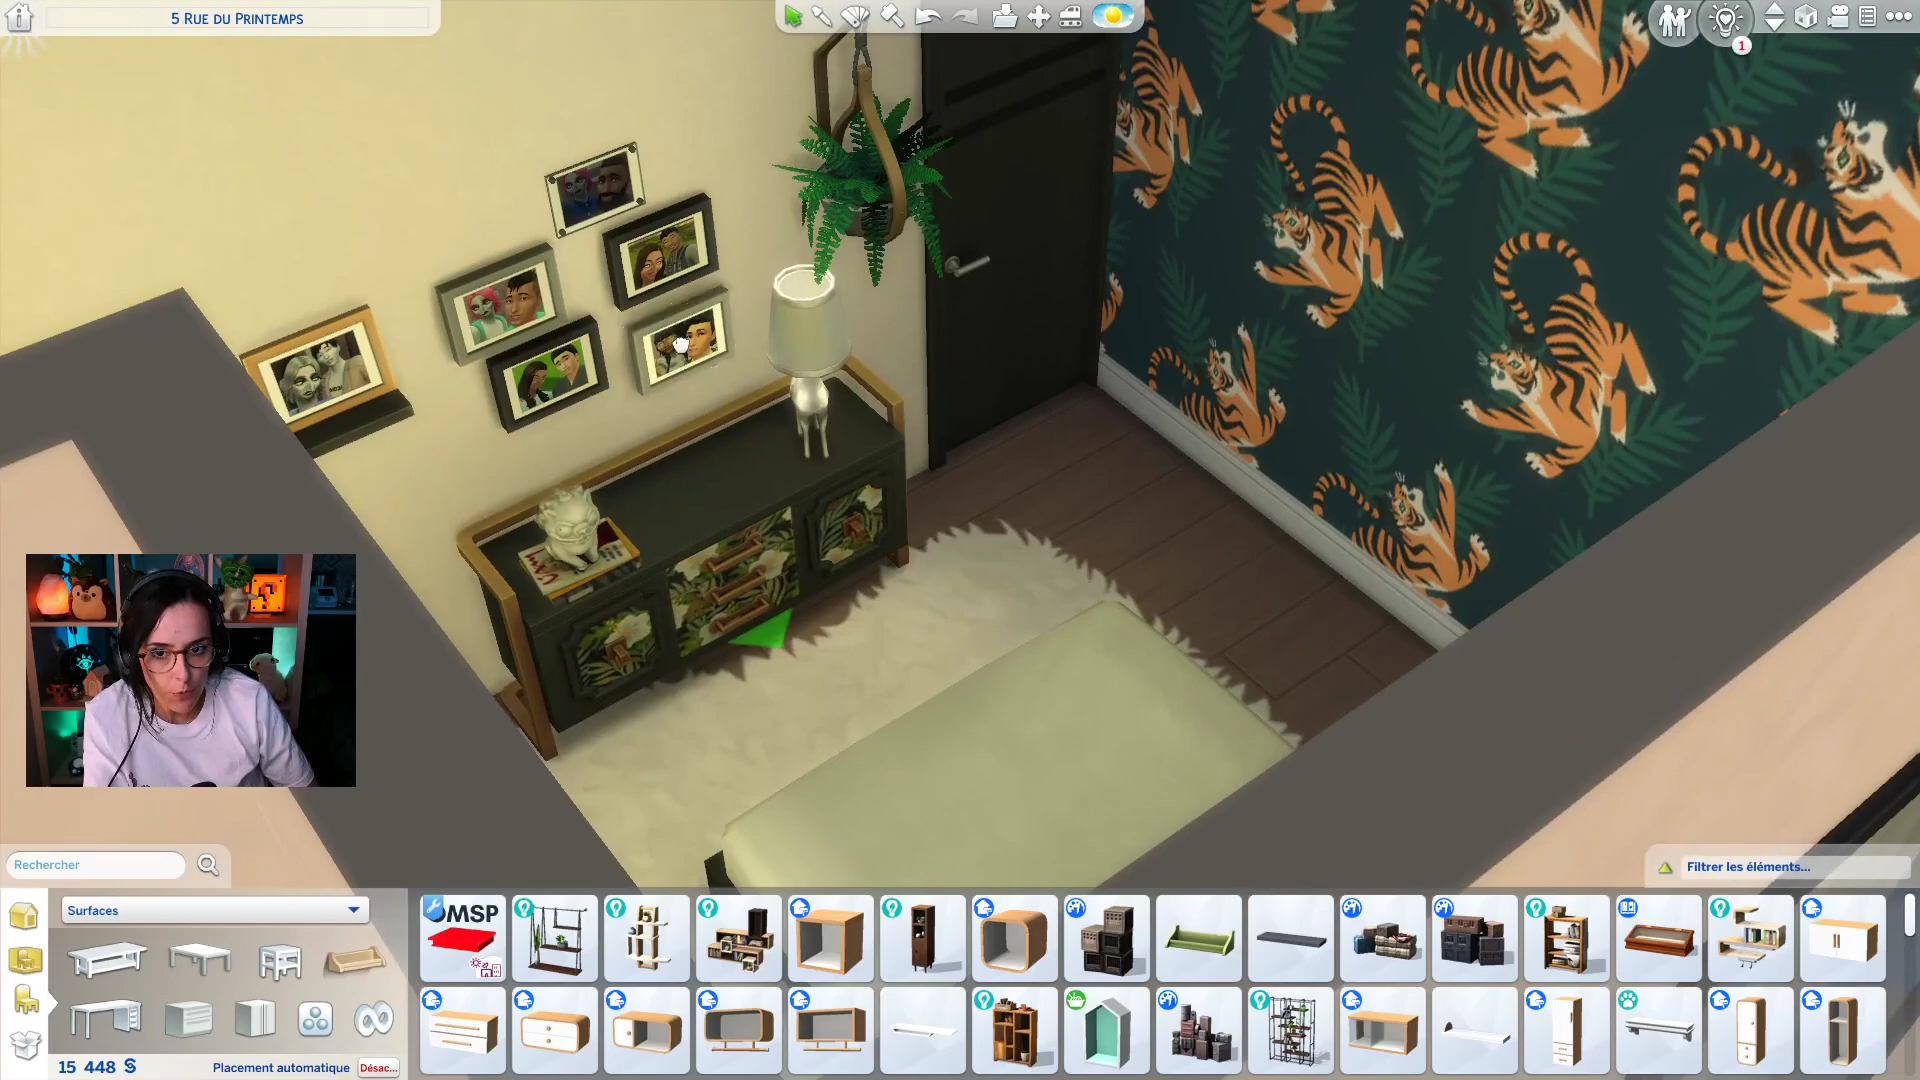 5 Rue du Printemps
1
Rechercher
Filtrer les éléments...
Surfaces
MSP
15 448 S
Placement automatique
Désac...